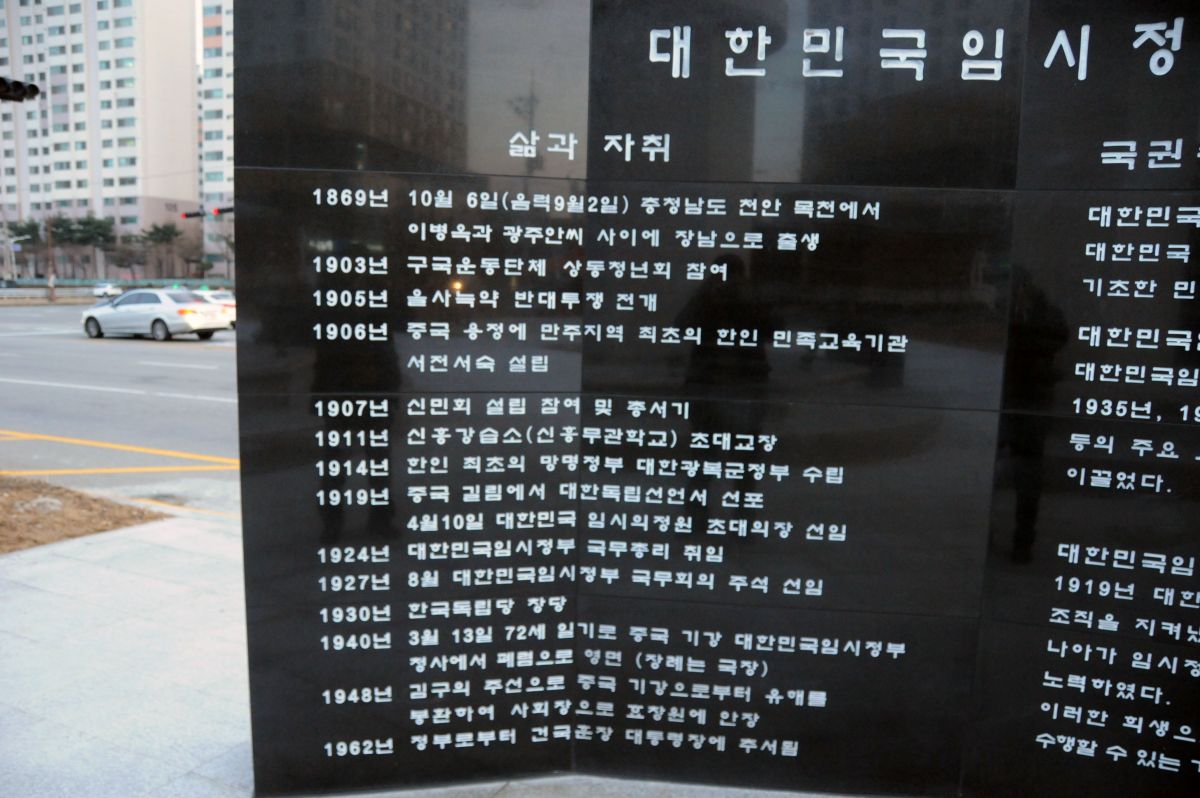 대한민국임시정
삶과 자취
1869년 10월 6일(음력9월2일) 충청남도 천안 목천에서
이병옥과 광주안씨 사이에 장남으로 출생
1903년 구국운동단체 상동청년회 참여
1905년 을사늑약 반대투쟁 전개
1906년 중국 용정에 만주지역 최초의 한인 민족교육기관
서전서숙 설립
1907년 신민회 설립 참여 및 총서기
1911년 신흥강습소(신흥무관학교) 초대교장
1914년 한인 최초의 망명정부 대한광복군정부 수립
1919년 중국 길림에서 대한독립선언서 선포
4월10일 대한민국 임시의정원 초대의장 선임
1924년 대한민국임시정부 국무총리 취임
1927년 8월 대한민국임시정부 국무회의 주석 선임
1930년 한국독립당 창당
1940년 3월 13일 72세 일기로 중국 기강 대한민국임시정부
청사에서 폐렴으로 영면 (장례는 국장)
1948년 김구의 주선으로 중국 기강으로부터 유해를
봉환하여 사회장으로 효창원에 안장
1962년 정부로부터 건국훈장 대통령장에 추서됨
국권
대한민국
대한민국
기초한 민
대한민국
대한민국임
1935년, 19
등의 주요
이끌었다.
대한민국임
1919년 대한
조직을 지켜
나아가 임시정
노력하였다.
이러한 희생으
수행할 수 있는